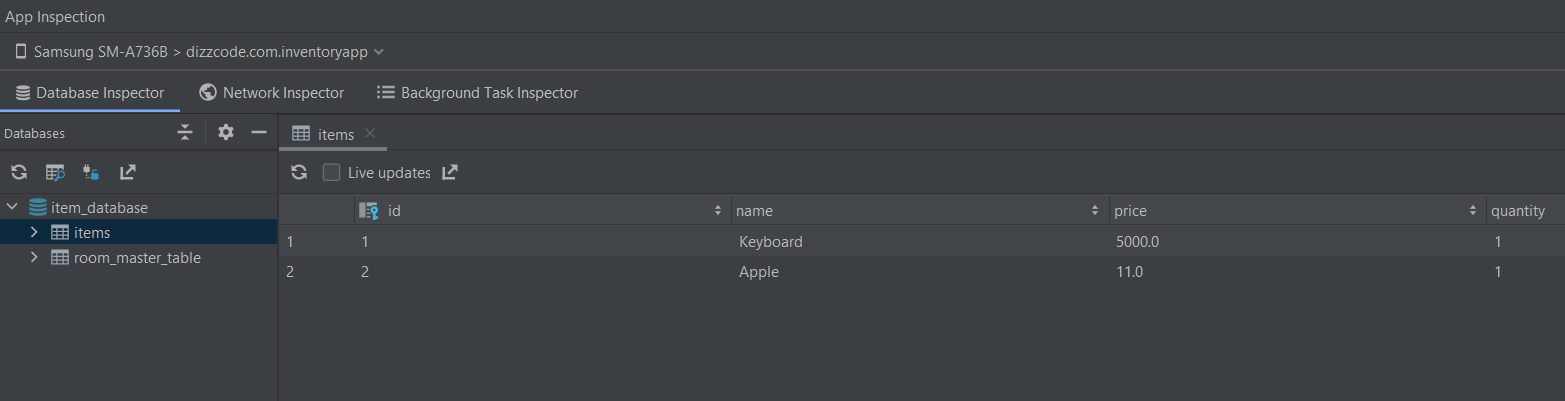 App Inspection
Samsung SM-A736B > dizzcode.com.inventoryapp
Database Inspector Network Inspector Background Task Inspector
Databases
items
Live updates
item_database
items
room_master_table
id name price quantity
1 1 Keyboard 5000.0 1
2 2 Apple 11.0 1